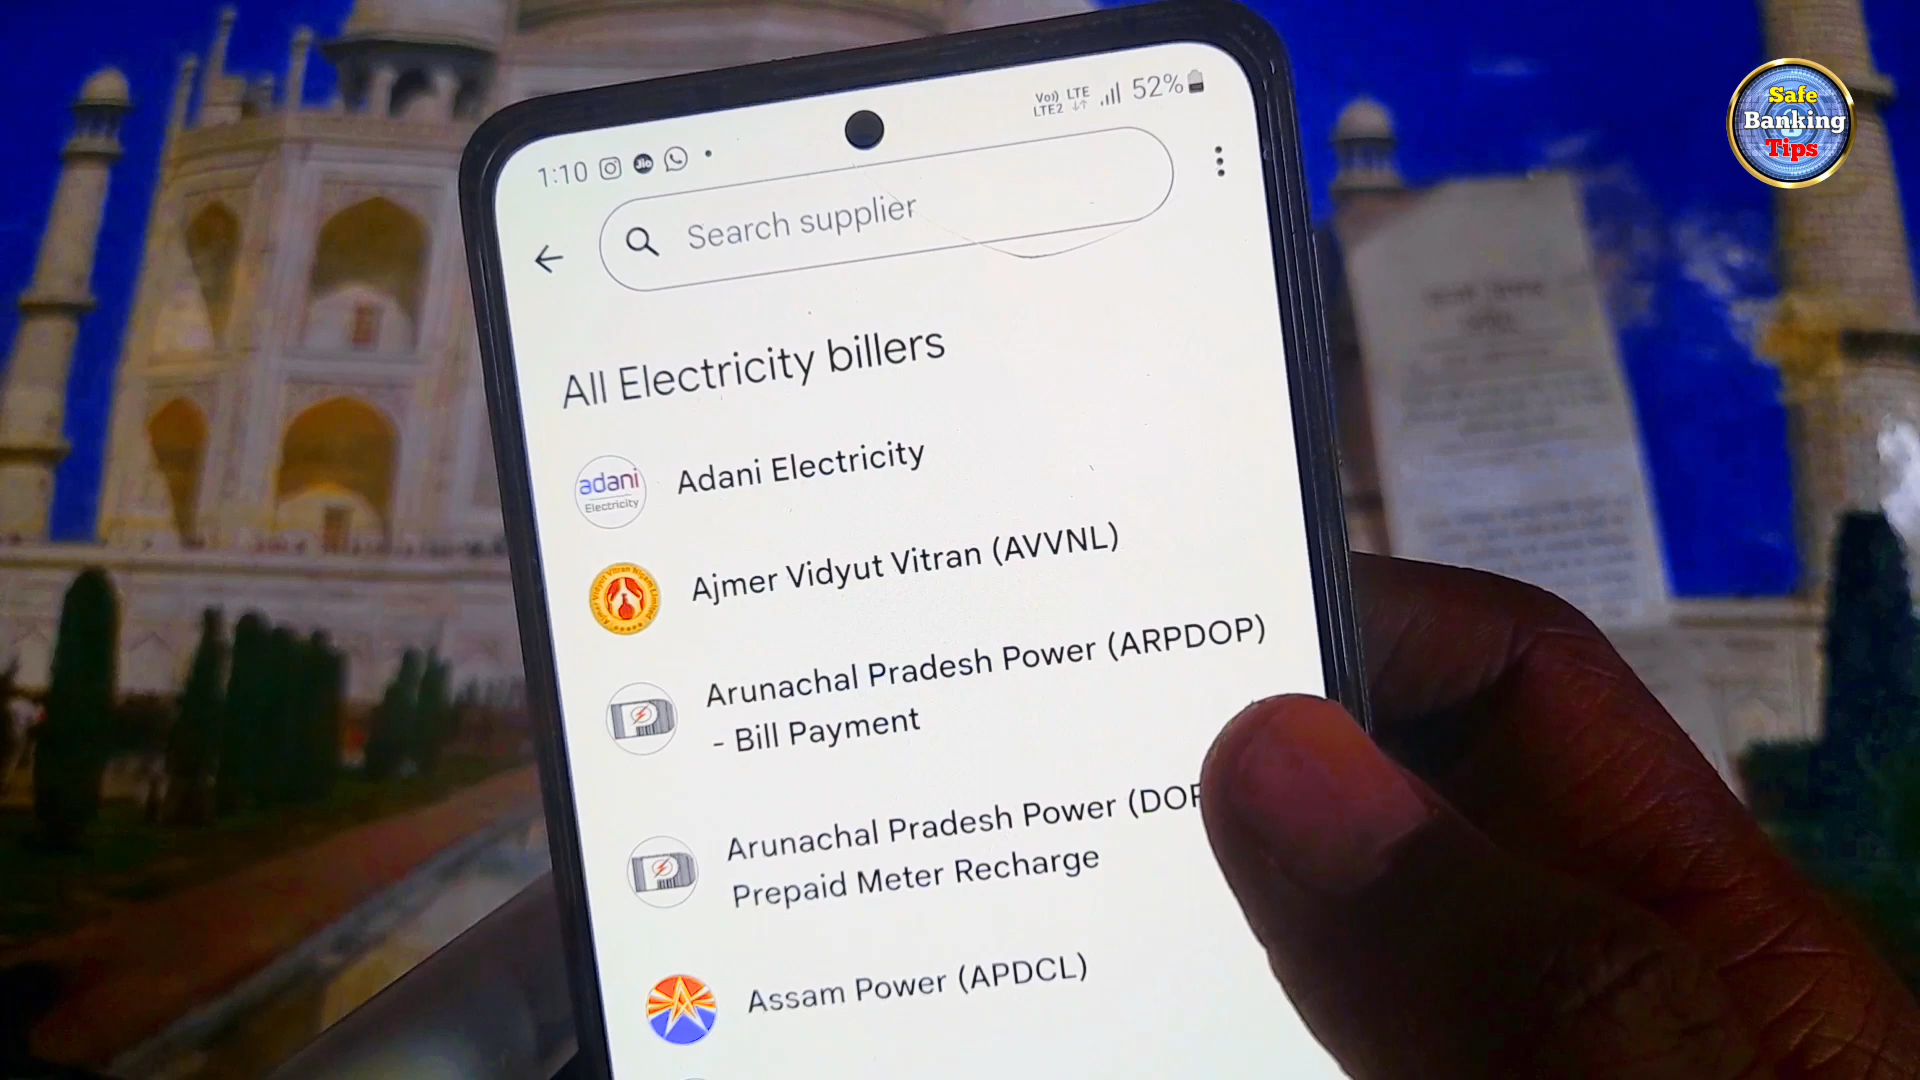 Safe
Banking
Tips
1:10
Jio
Vo)) LTE
LTE2
52%
Search supplier
All Electricity billers
adani
Electricity
Adani Electricity
Ajmer Vidyut Vitran (AVVNL)
Arunachal Pradesh Power (ARPDOP)
- Bill Payment
Arunachal Pradesh Power
Prepaid Meter Recharge
Assam Power (APDCL)